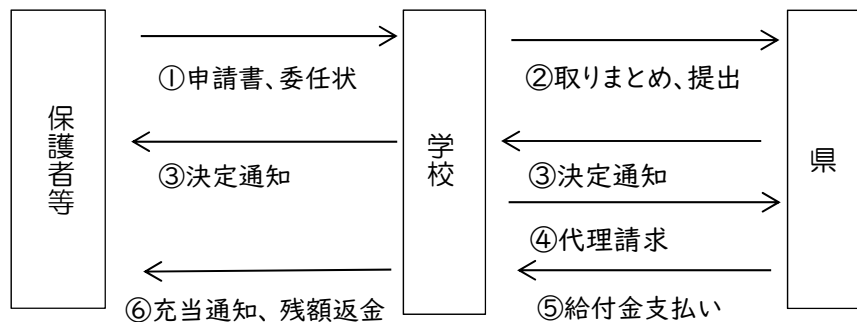 ①申請書、委任状
②取りまとめ、提出
保護者等
学校
県
③決定通知
③決定通知
④代理請求
⑥充当通知、残額返金
⑤給付金支払い